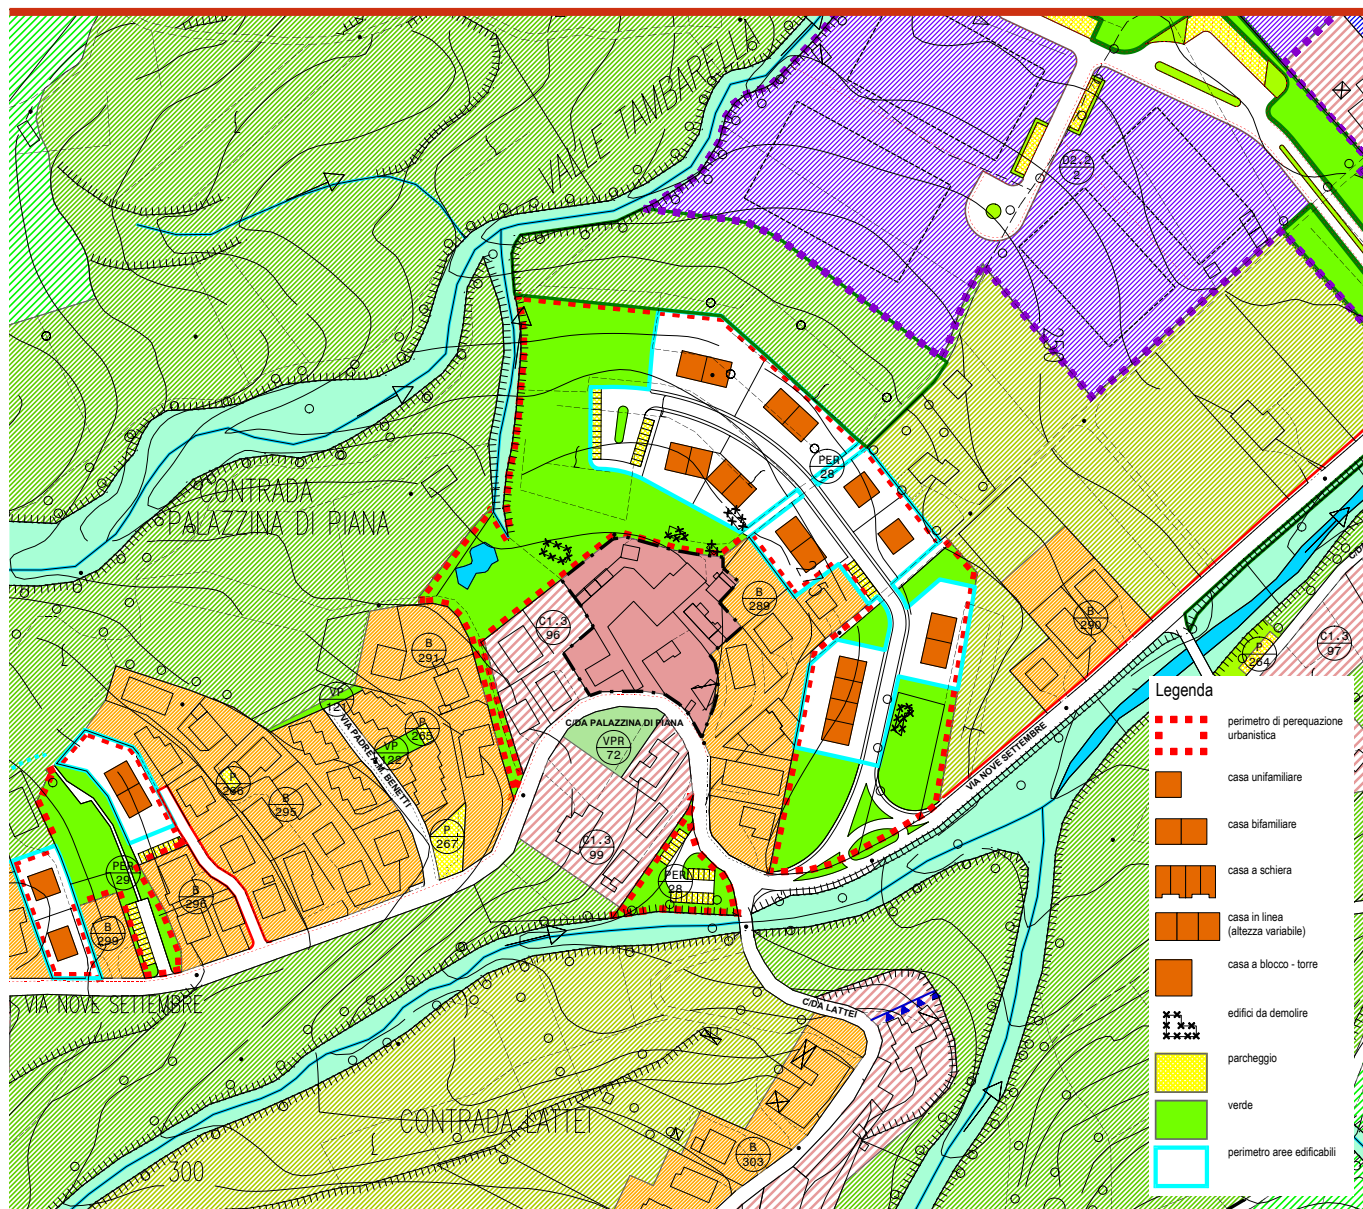 VALLE TAMBARELLA
D2.2
2
250
PER
28
CONTRADA
PALAZZINA DI PIANA
B
289
C1.3
96
B
290
B
291
C1.3
97
P
264
VP
121
P
265
VP
122
VIA PADRE M. BENETTI
C/DA PALAZZINA DI PIANA
VPR
72
VIA NOVE SETTEMBRE
P
266
B
295
P
267
C1.3
99
PER
29
PER
28
B
296
B
299
VIA NOVE SETTEMBRE
C/DA LATTEI
CONTRADA LATTEI
300
B
303
Legenda
perimetro di perequazione
urbanistica
casa unifamiliare
casa bifamiliare
casa a schiera
casa in linea
(altezza variabile)
casa a blocco - torre
edifici da demolire
parcheggio
verde
perimetro aree edificabili